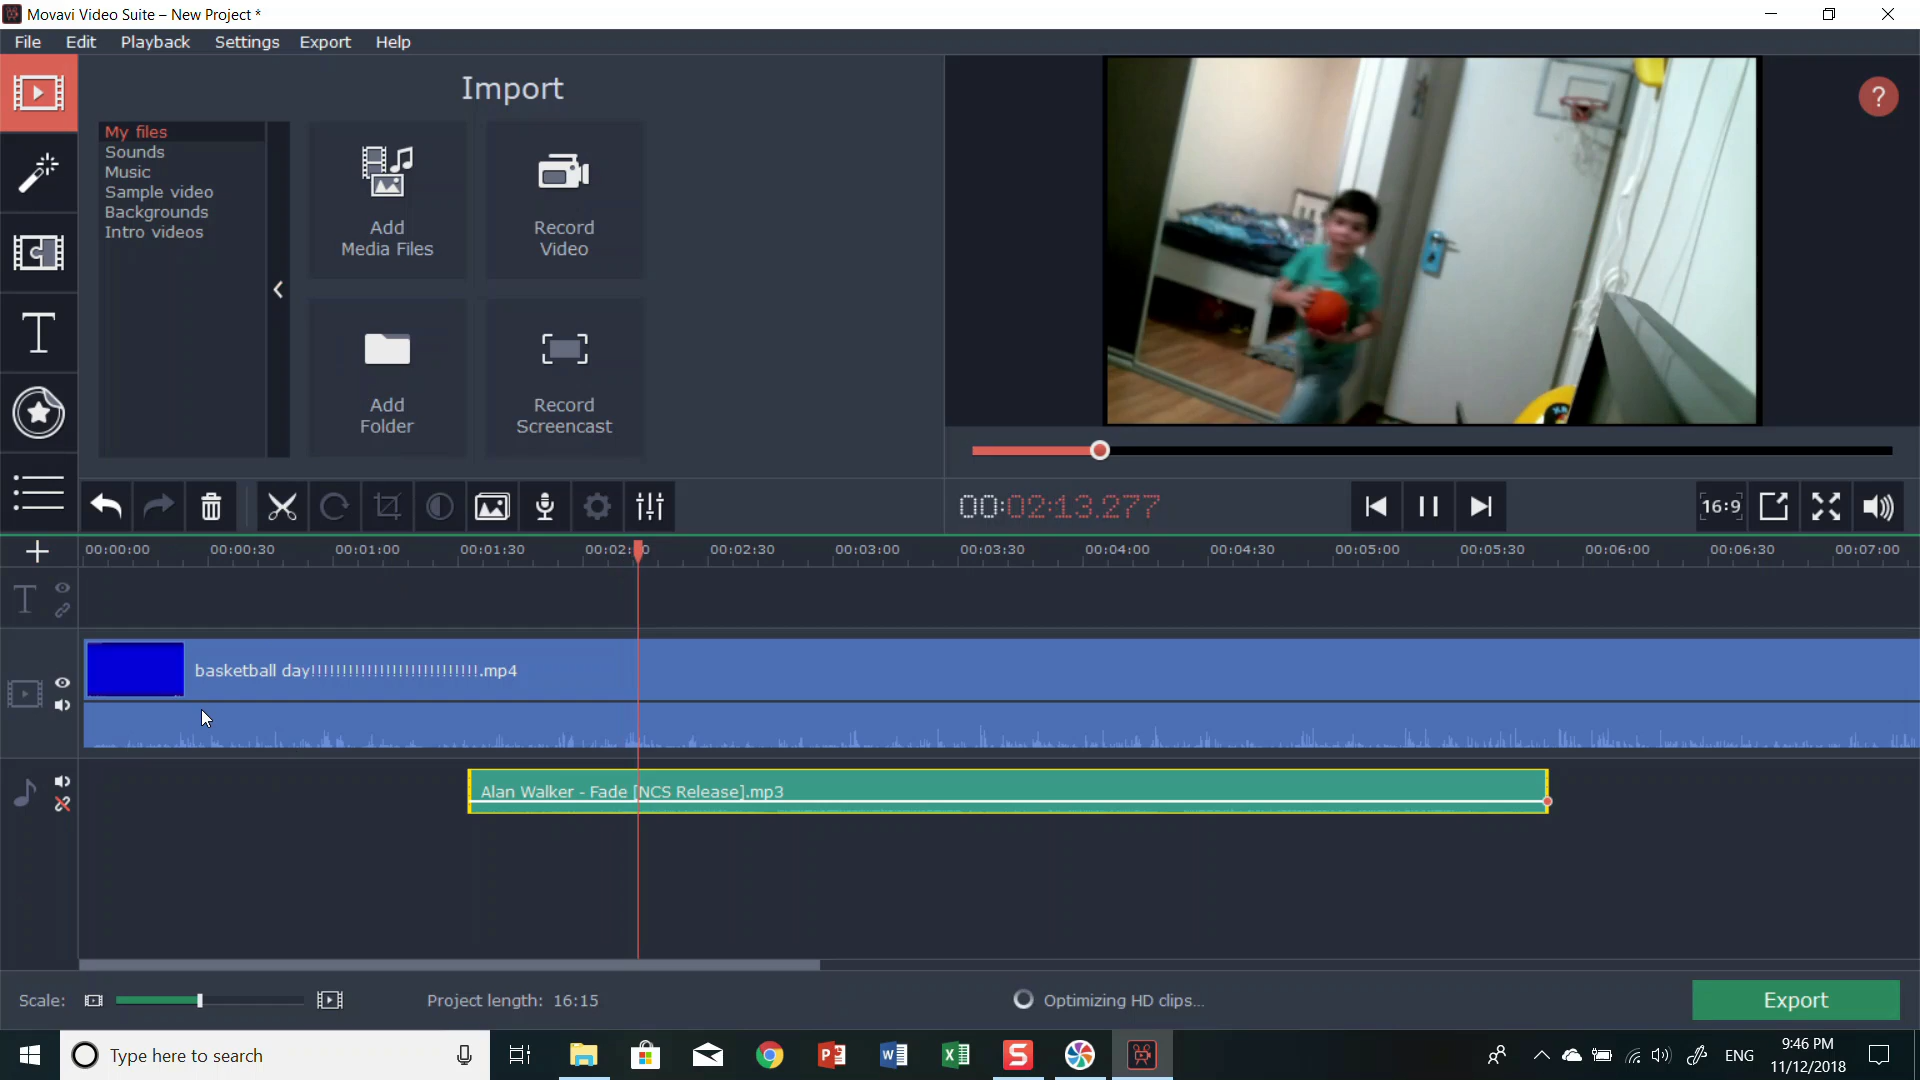 Movavi Video Suite – New Project *
File Edit Playback Settings Export Help
Import
My files
Sounds
Music
Sample video
Backgrounds
Intro videos
Add
Media Files
Record
Video
Add
Folder
Record
Screencast
?
00:02:13.277
16:9
00:00:00 00:00:30 00:01:00 00:01:30 00:02:00 00:02:30 00:03:00 00:03:30 00:04:00 00:04:30 00:05:00 00:05:30 00:06:00 00:06:30 00:07:00
basketball day!!!!!!!!!!!!!!!!!!!!!!!!!!!.mp4
Alan Walker - Fade [NCS Release].mp3
Scale:
Project length: 16:15
Optimizing HD clips...
Export
Type here to search
ENG
9:46 PM
11/12/2018